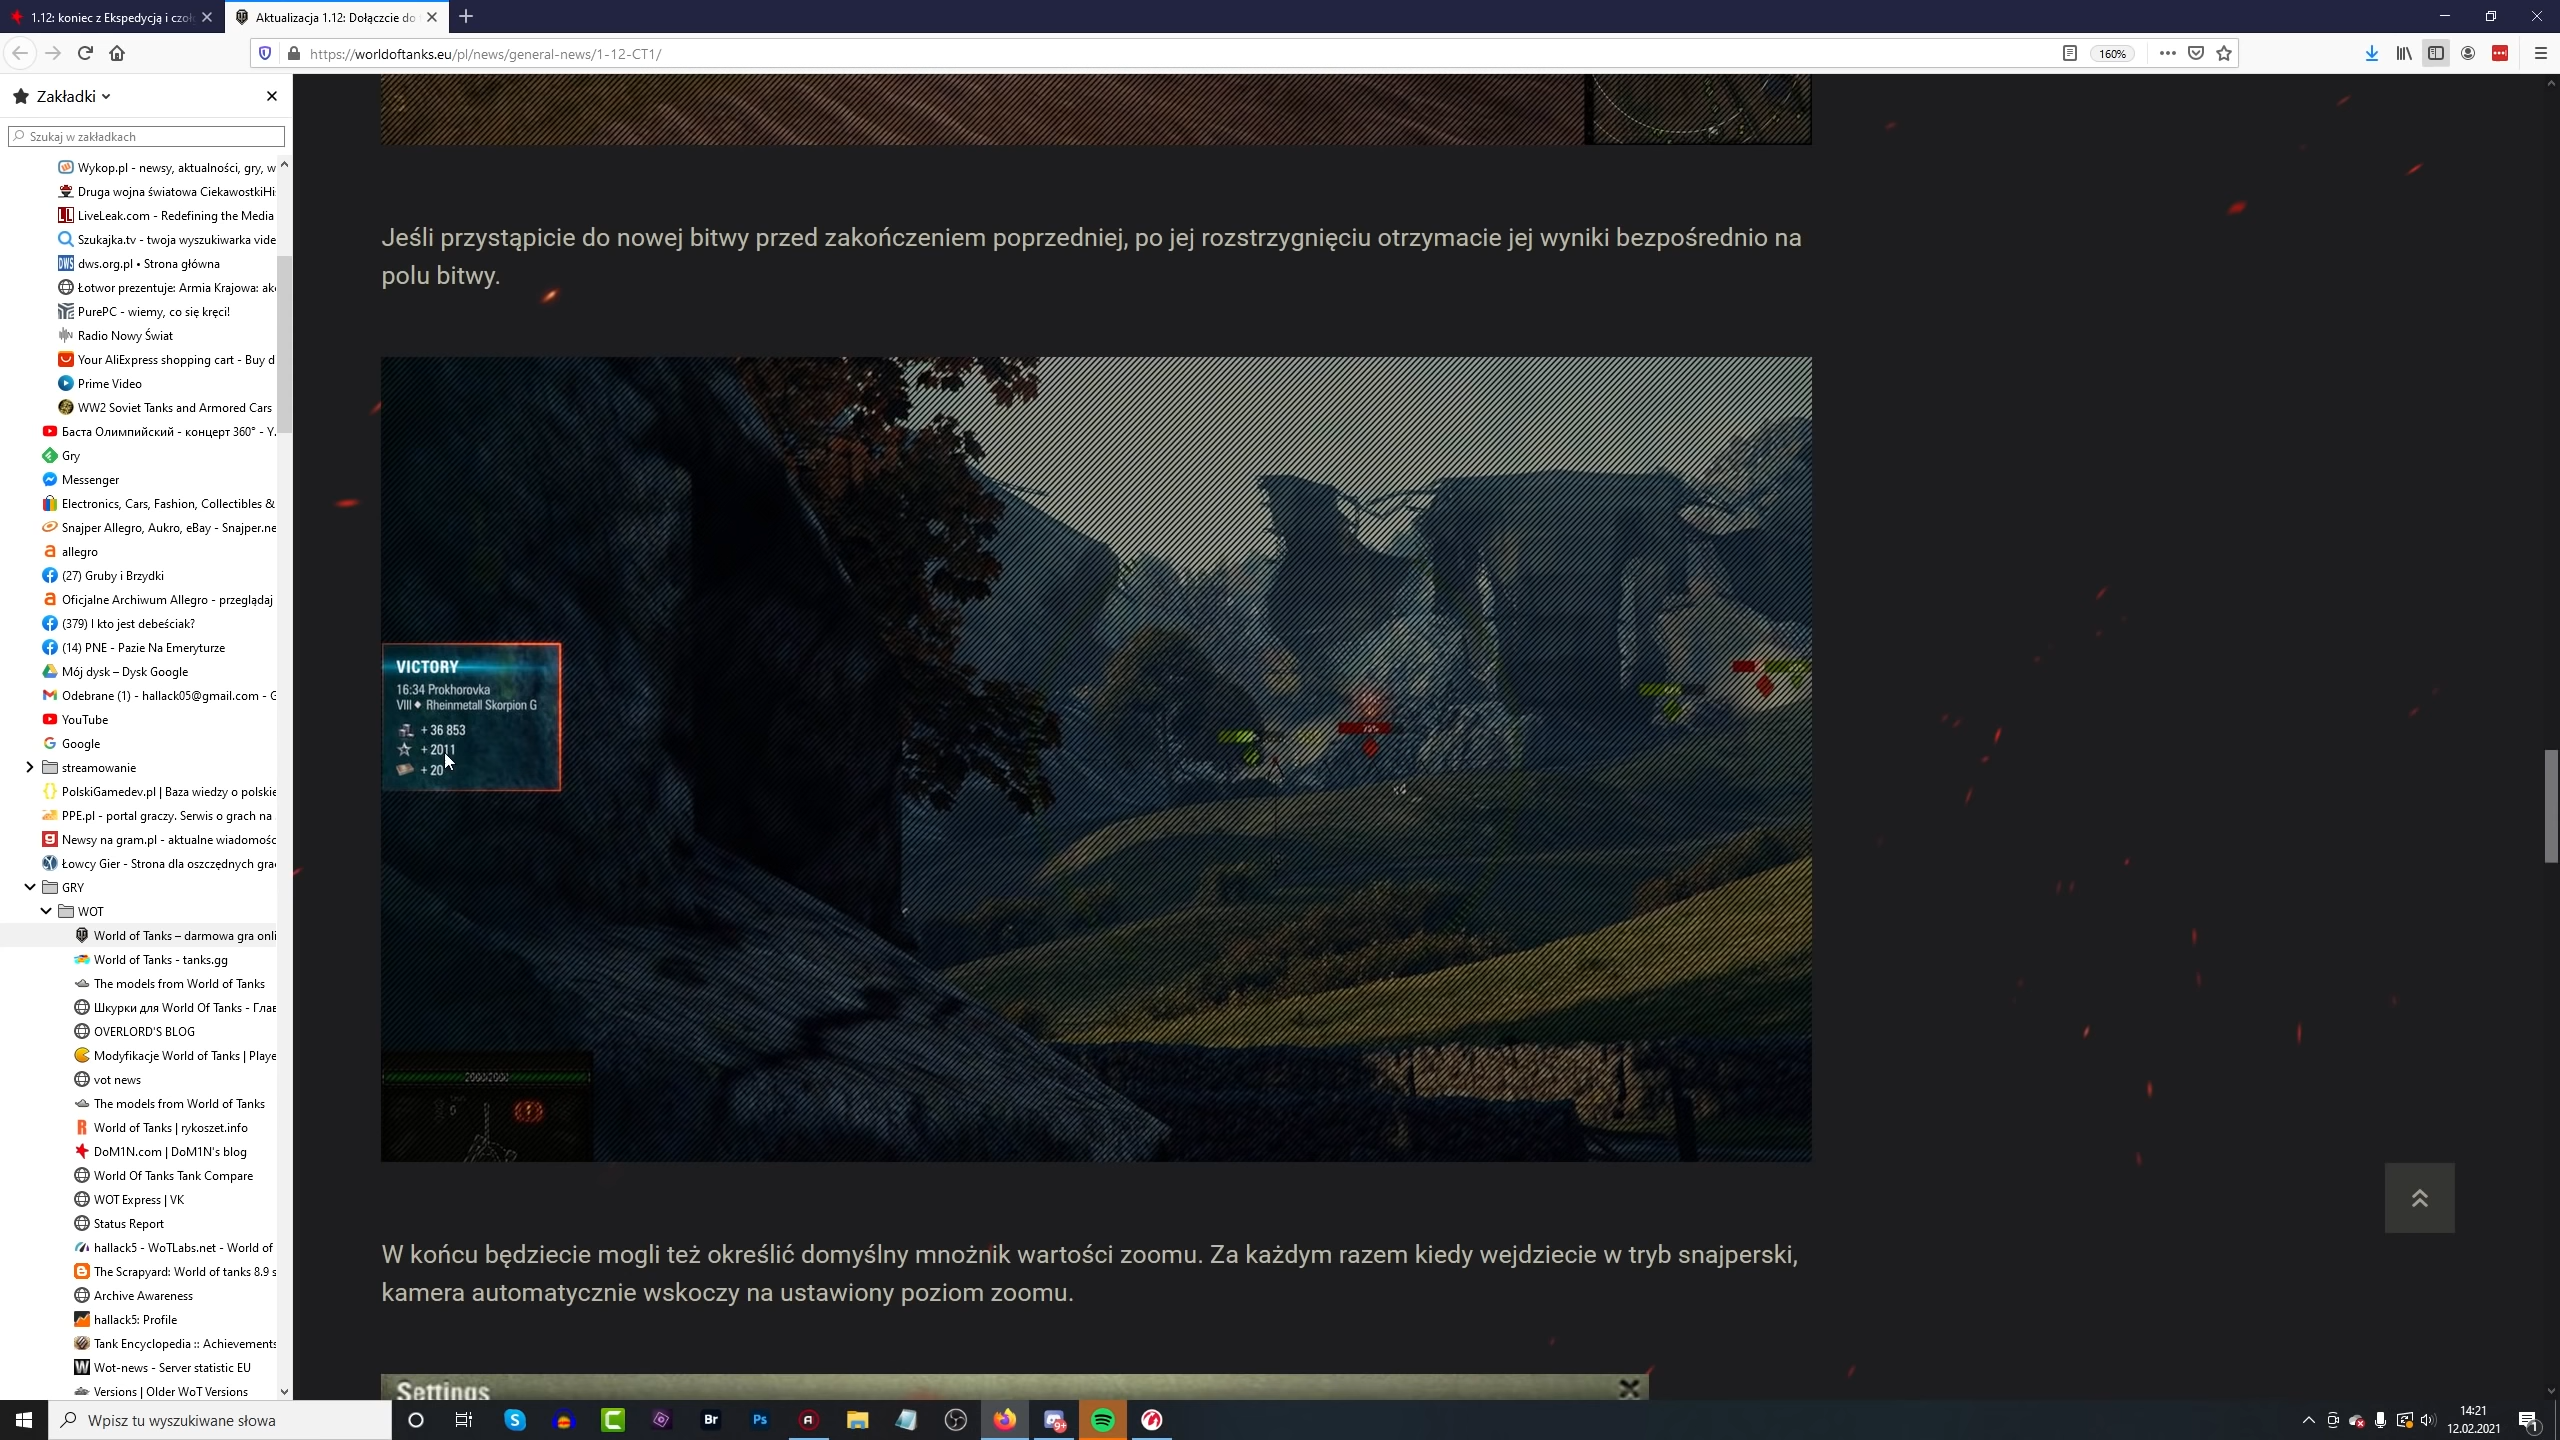 1.12: koniec z Ekspedycją i czoł
Aktualizacja 1.12: Dołączcie do
https://worldoftanks.eu/pl/news/general-news/1-12-CT1/
160%
Zakładki
Szukaj w zakładkach
Wykop.pl - newsy, aktualności, gry, w
Druga wojna światowa CiekawostkiHi
LiveLeak.com - Redefining the Media
Szukajka.tv - twoja wyszukiwarka vide
dws.org.pl • Strona główna
Łotwor prezentuje: Armia Krajowa: ak
PurePC - wiemy, co się kręci!
Radio Nowy Świat
Your AliExpress shopping cart - Buy d
Prime Video
WW2 Soviet Tanks and Armored Cars
Баста Олимпийский - концерт 360° - Y.
Gry
Messenger
Electronics, Cars, Fashion, Collectibles &
Snajper Allegro, Aukro, eBay - Snajper.ne
allegro
(27) Gruby i Brzydki
Oficjalne Archiwum Allegro - przeglądaj
(379) I kto jest debeściak?
(14) PNE - Pazie Na Emeryturze
Mój dysk – Dysk Google
Odebrane (1) - hallack05@gmail.com - G
YouTube
Google
streamowanie
PolskiGamedev.pl | Baza wiedzy o polskie
PPE.pl - portal graczy. Serwis o grach na
Newsy na gram.pl - aktualne wiadomośc
Łowcy Gier - Strona dla oszczędnych gra
GRY
WOT
World of Tanks – darmowa gra onli
World of Tanks - tanks.gg
The models from World of Tanks
Шкурки для World Of Tanks - Глав
OVERLORD'S BLOG
Modyfikacje World of Tanks | Playe
vot news
The models from World of Tanks
World of Tanks | rykoszet.info
DoM1N.com | DoM1N's blog
World Of Tanks Tank Compare
WOT Express | VK
Status Report
hallack5 - WoTLabs.net - World of
The Scrapyard: World of tanks 8.9 s
Archive Awareness
hallack5: Profile
Tank Encyclopedia :: Achievements
Wot-news - Server statistic EU
Versions | Older WoT Versions
Jeśli przystąpicie do nowej bitwy przed zakończeniem poprzedniej, po jej rozstrzygnięciu otrzymacie jej wyniki bezpośrednio na
polu bitwy.
VICTORY
16:34 Prokhorovka
VIII Rheinmetall Skorpion G
+ 36 853
+ 2011
+ 20
75%
x4
2000/2000
0
W końcu będziecie mogli też określić domyślny mnożnik wartości zoomu. Za każdym razem kiedy wejdziecie w tryb snajperski,
kamera automatycznie wskoczy na ustawiony poziom zoomu.
Settings
Wpisz tu wyszukiwane słowa
Br
Ps
9+
14:21
12.02.2021
1